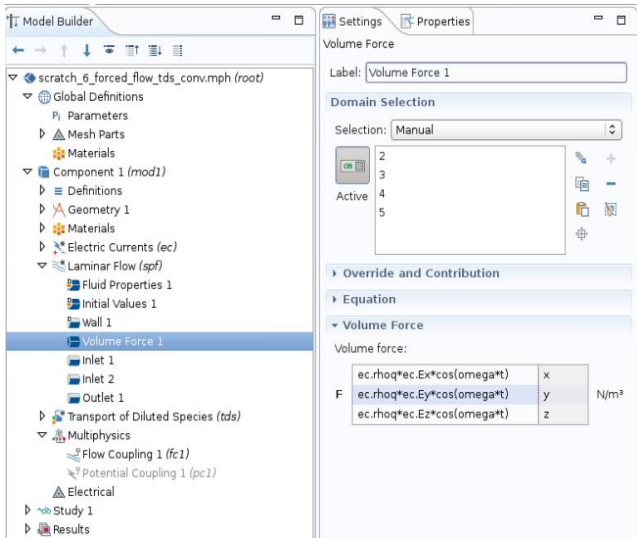 Model Builder
scratch_6_forced_flow_tds_conv.mph (root)
Global Definitions
Pi Parameters
Mesh Parts
Materials
Component 1 (mod1)
Definitions
Geometry 1
Materials
Electric Currents (ec)
Laminar Flow (spf)
Fluid Properties 1
Initial Values 1
Wall 1
Volume Force 1
Inlet 1
Inlet 2
Outlet 1
Transport of Diluted Species (tds)
Multiphysics
Flow Coupling 1 (fc1)
Potential Coupling 1 (pc1)
Electrical
Study 1
Results
Settings Properties
Volume Force
Label: Volume Force 1
Domain Selection
Selection: Manual
ON
Active
2
3
4
5
Override and Contribution
Equation
Volume Force
Volume force:
ec.rhoq*ec.Ex*cos(omega*t) x
F ec.rhoq*ec.Ey*cos(omega*t) y N/m³
ec.rhoq*ec.Ez*cos(omega*t) z